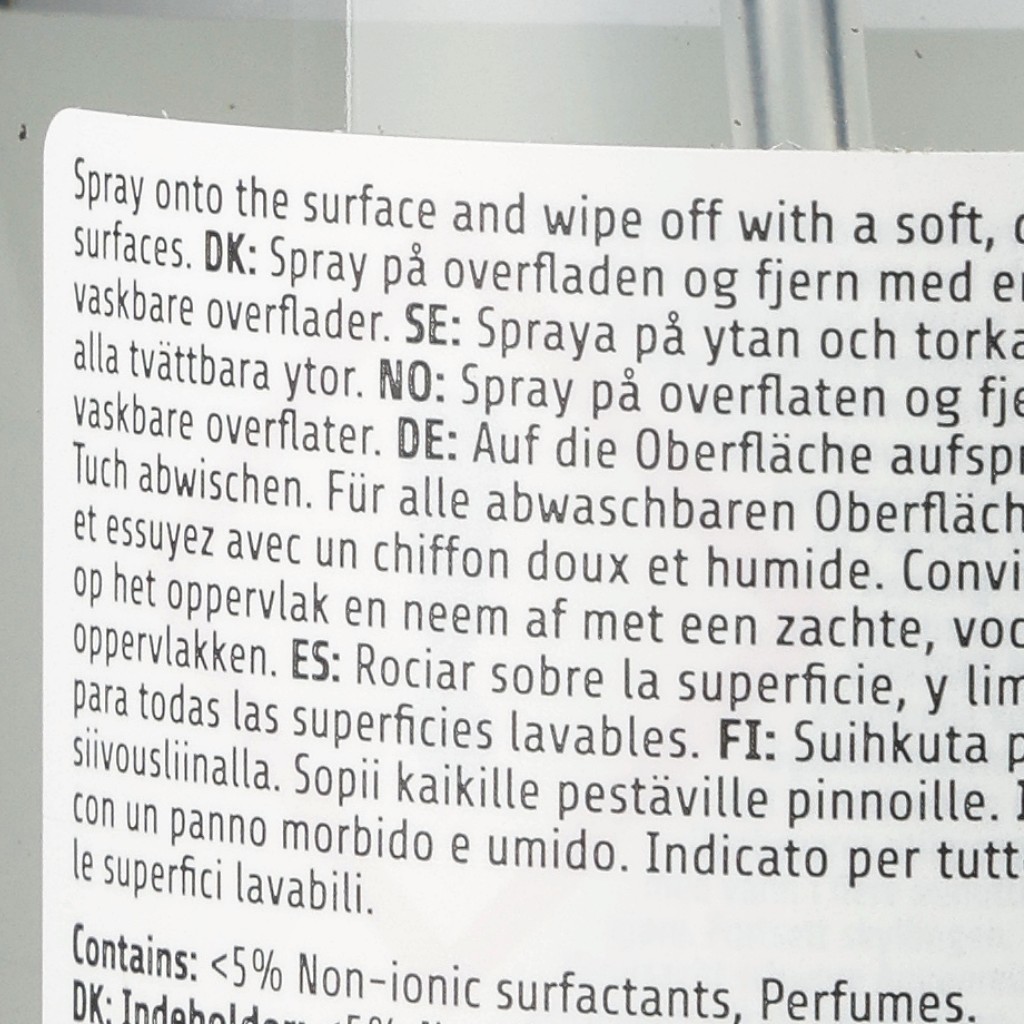 Spray onto the surface and wipe off with a soft,
surfaces. DK: Spray på overfladen og fjern med
vaskbare overflader. SE: Spraya på ytan och torka
alla tvättbara ytor. NO: Spray på overflaten og
vaskbare overflater. DE: Auf die Oberfläche
Tuch abwischen. Für alle abwaschbaren
et essuyez avec un chiffon doux et humide.
op het oppervlak en neem af met een zachte,
oppervlakken. ES: Rociar sobre la superficie, y
para todas las superficies lavables. FI: Suihkuta
siivousliinalla. Sopii kaikille pestäville pinnoille.
con un panno morbido e umido. Indicato per
le superfici lavabili.
Contains: <5% Non-ionic surfactants, Perfumes.
DK: Indeholder: <5%